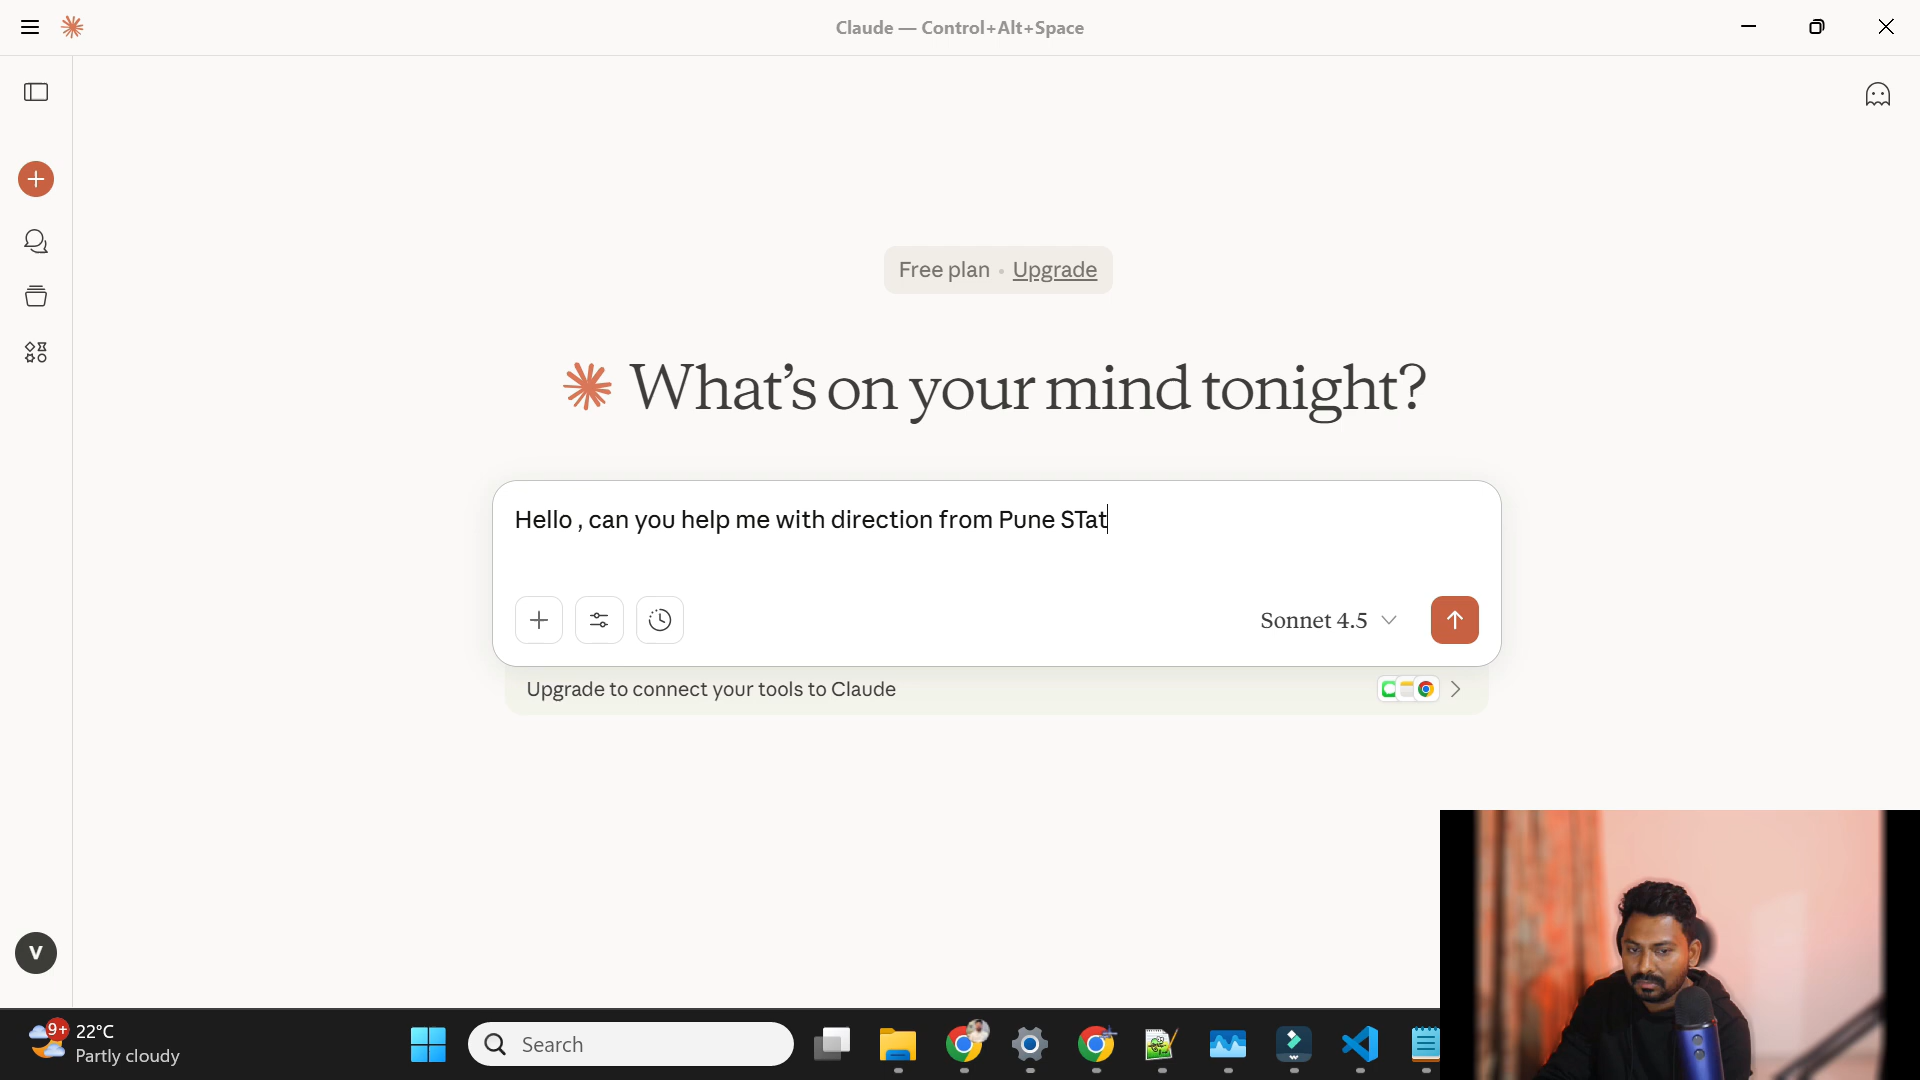 Claude — Control+Alt+Space
Free plan • Upgrade
What's on your mind tonight?
Hello , can you help me with direction from Pune STat
Sonnet 4.5
Upgrade to connect your tools to Claude
V
9+
22°C
Partly cloudy
Search